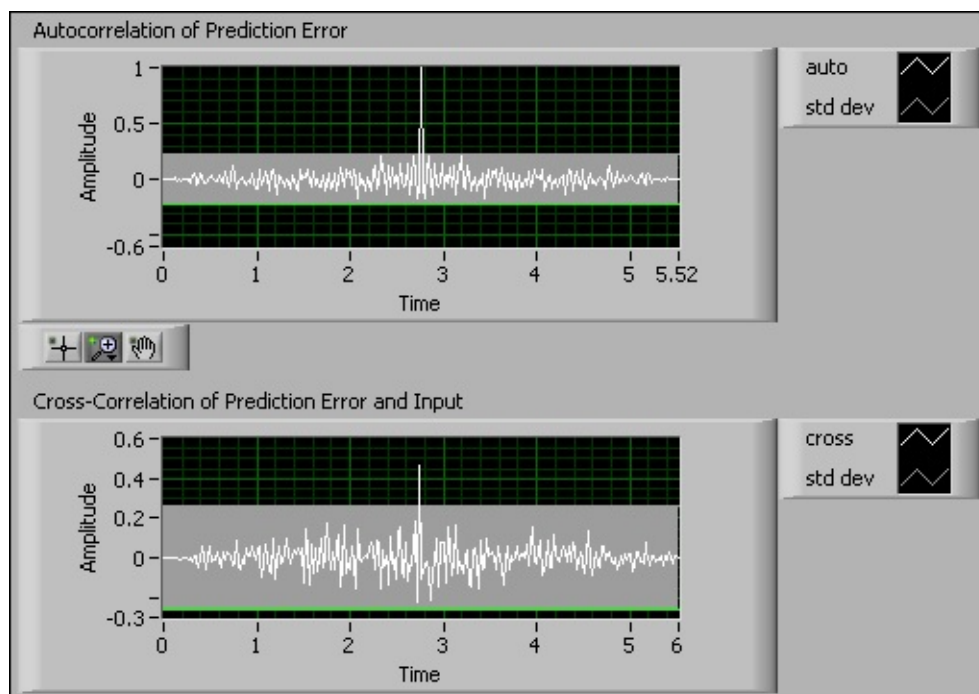 Autocorrelation of Prediction Error
auto
std dev
Amplitude
1
0.5
0
-0.6
0 1 2 3 4 5 5.52
Time
Cross-Correlation of Prediction Error and Input
cross
std dev
Amplitude
0.6
0.4
0.2
0
-0.3
0 1 2 3 4 5 6
Time